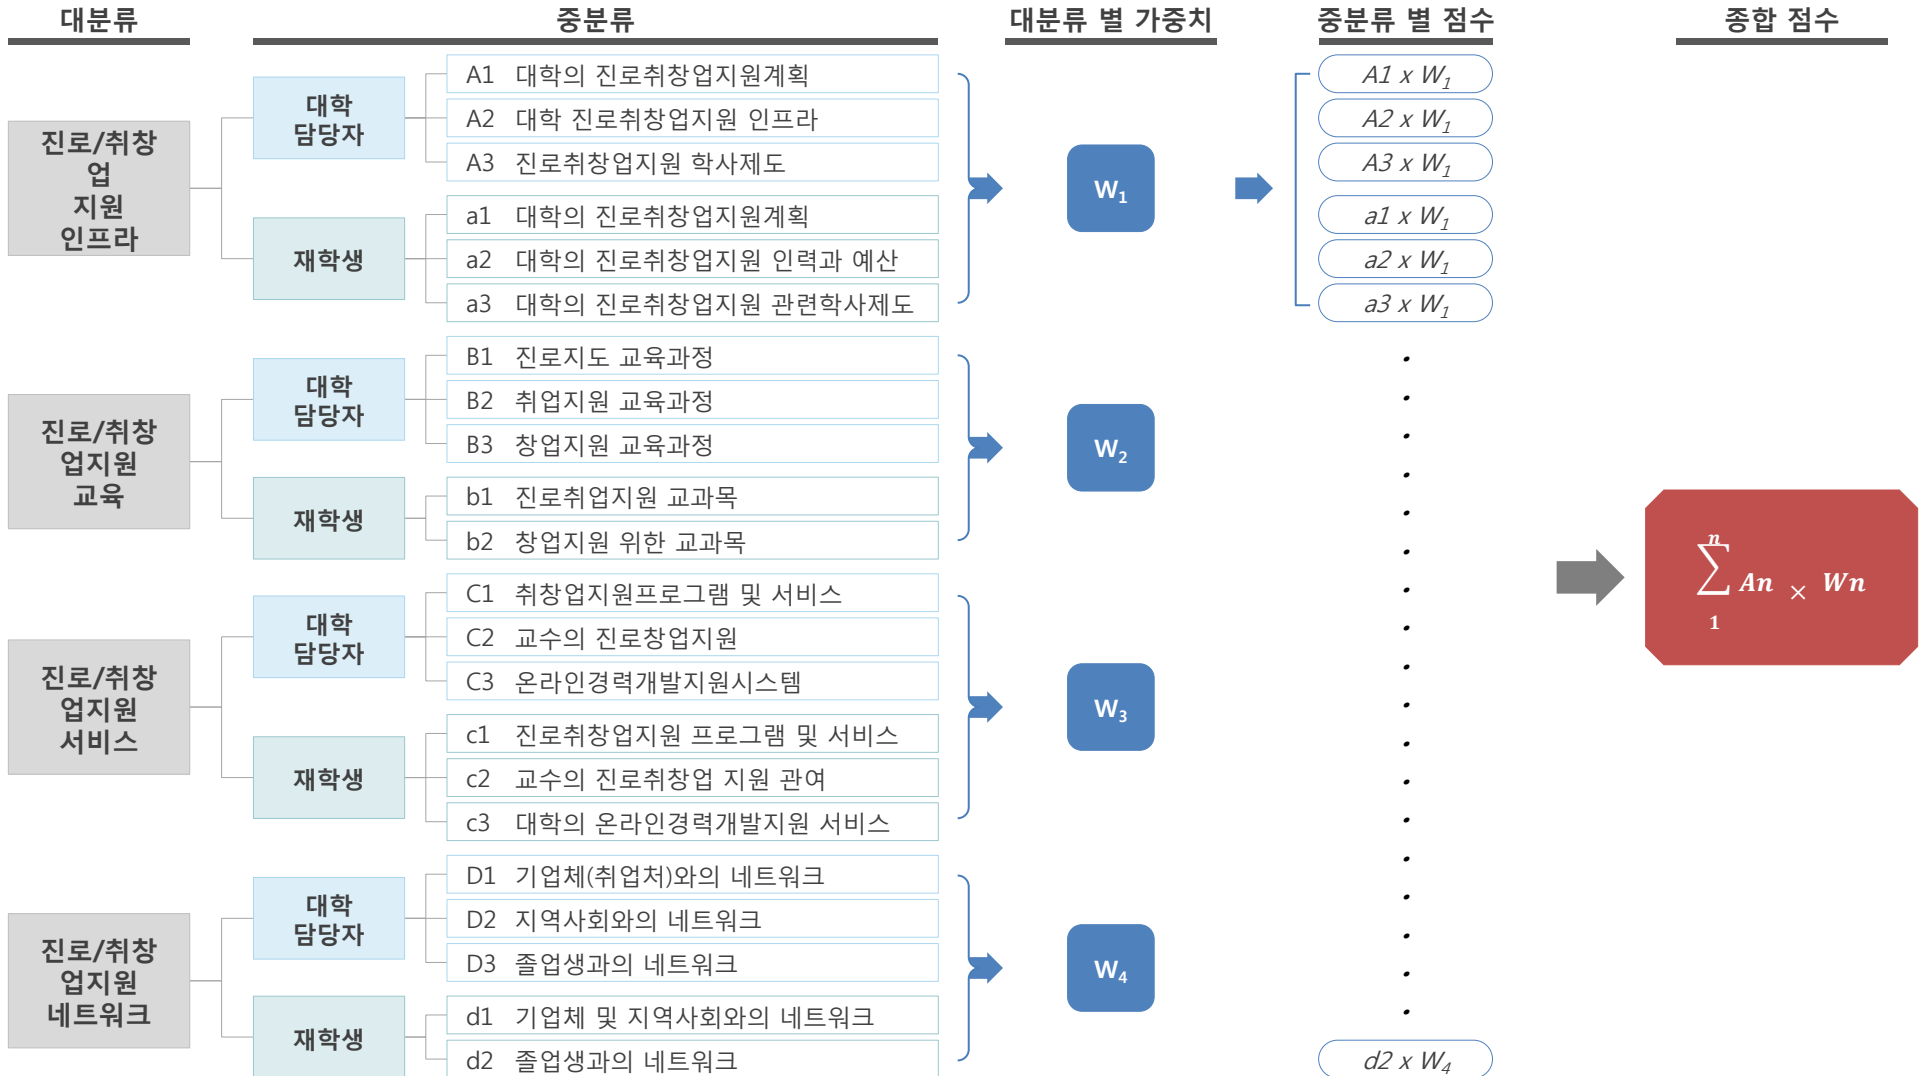 대분류
중분류
대분류 별 가중치
중분류 별 점수
종합 점수
진로/취창
업
지원
인프라
대학
담당자
A1 대학의 진로취창업지원계획
A2 대학 진로취창업지원 인프라
A3 진로취창업지원 학사제도
재학생
a1 대학의 진로취창업지원계획
a2 대학의 진로취창업지원 인력과 예산
a3 대학의 진로취창업지원 관련학사제도
W1
A1 x W1
A2 x W1
A3 x W1
a1 x W1
a2 x W1
a3 x W1
진로/취창
업지원
교육
대학
담당자
B1 진로지도 교육과정
B2 취업지원 교육과정
B3 창업지원 교육과정
재학생
b1 진로취업지원 교과목
b2 창업지원 위한 교과목
W2
진로/취창
업지원
서비스
대학
담당자
C1 취창업지원프로그램 및 서비스
C2 교수의 진로창업지원
C3 온라인경력개발지원시스템
재학생
c1 진로취창업지원 프로그램 및 서비스
c2 교수의 진로취창업 지원 관여
c3 대학의 온라인경력개발지원 서비스
W3
진로/취창
업지원
네트워크
대학
담당자
D1 기업체(취업처)와의 네트워크
D2 지역사회와의 네트워크
D3 졸업생과의 네트워크
재학생
d1 기업체 및 지역사회와의 네트워크
d2 졸업생과의 네트워크
W4
d2 x W4
n
∑ An × Wn
1